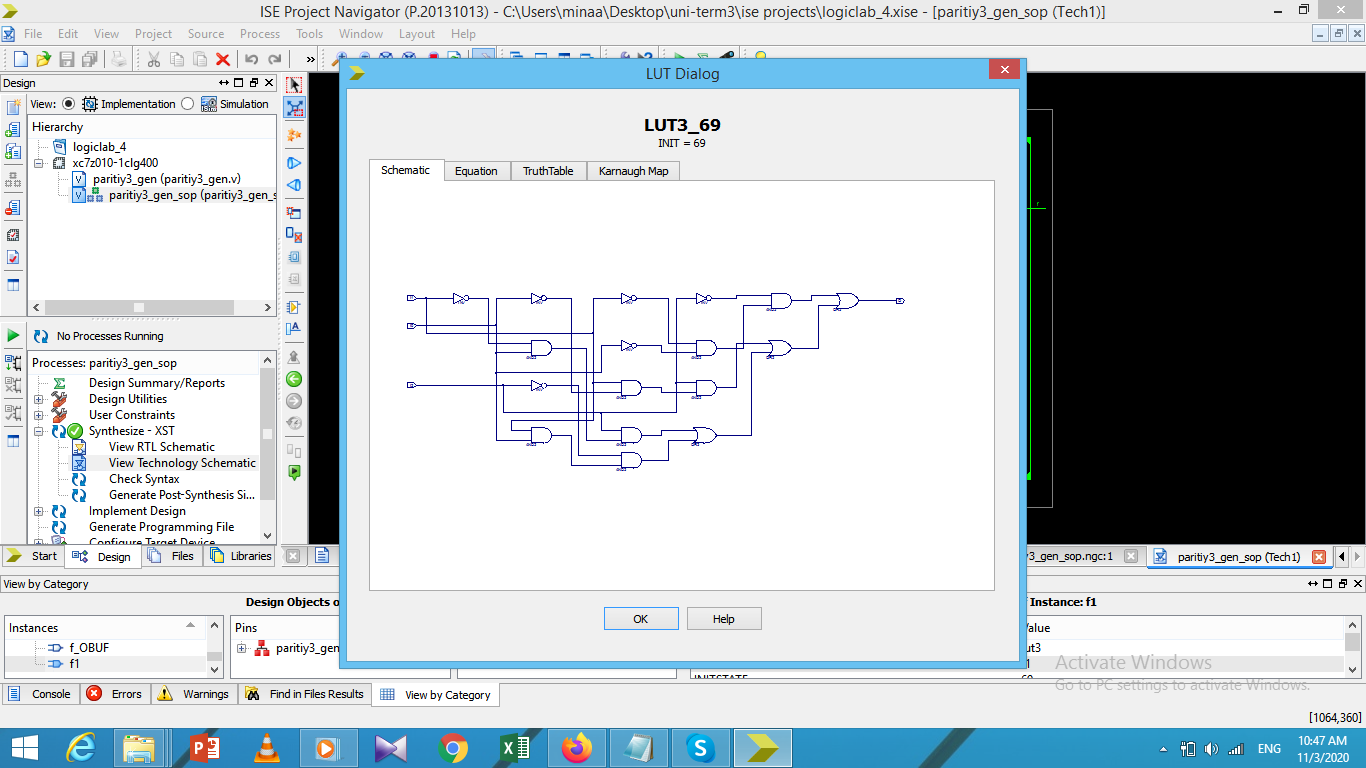 ISE Project Navigator (P.20131013) - C:\Users\minaa\Desktop\uni-term3\ise projects\logiclab_4.xise - [paritiy3_gen_sop (Tech1)]
File Edit View Project Source Process Tools Window Layout Help
LUT Dialog
Design
View: Implementation Simulation
Hierarchy
logiclab_4
xc7z010-1clg400
paritiy3_gen (paritiy3_gen.v)
paritiy3_gen_sop (paritiy3_gen_s
No Processes Running
Processes: paritiy3_gen_sop
Design Summary/Reports
Design Utilities
User Constraints
Synthesize - XST
View RTL Schematic
View Technology Schematic
Check Syntax
Generate Post-Synthesis Si...
Implement Design
Generate Programming File
Configure Target Device
Start Design Files Libraries
LUT3_69
INIT = 69
Schematic Equation TruthTable Karnaugh Map
OK Help
y3_gen_sop.ngc:1 paritiy3_gen_sop (Tech1)
View by Category
Design Objects o
Instances
f_OBUF
f1
Pins
paritiy3_gen
f Instance: f1
alue
ut3
1
INITSTATE 69
Activate Windows
Go to PC settings to activate Windows.
Console Errors Warnings Find in Files Results View by Category
[1064,360]
ENG
10:47 AM
11/3/2020